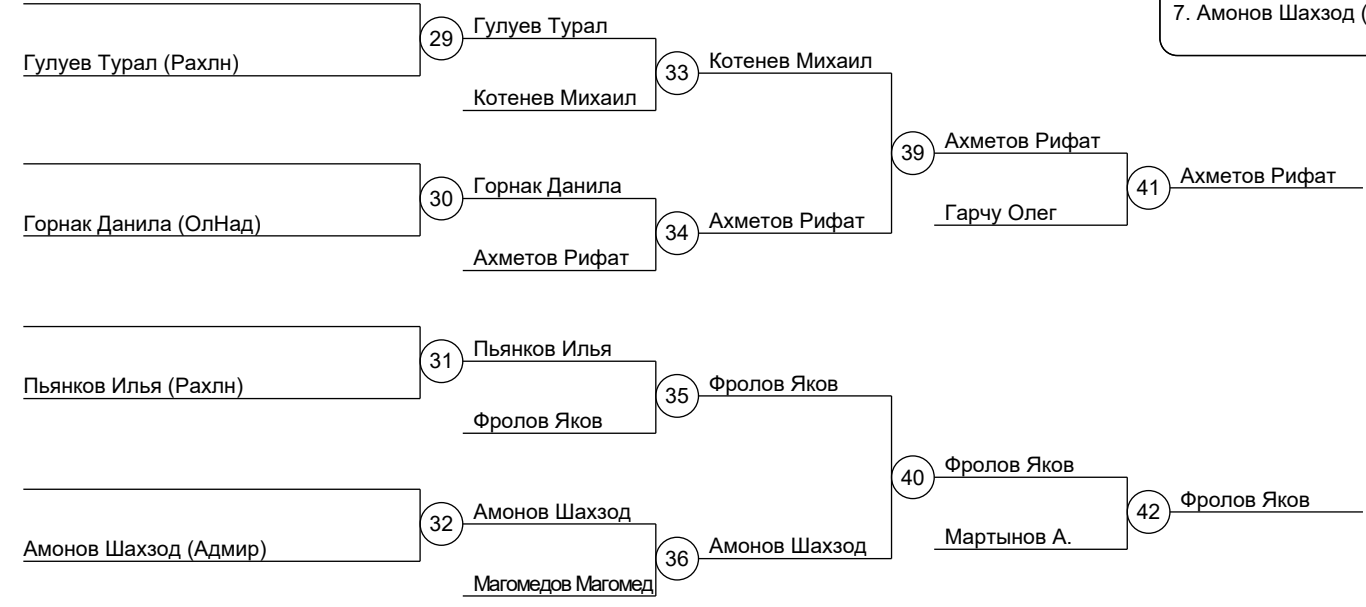 7. Амонов Шахзод (
29
Гулуев Турал
Гулуев Турал (Рахлн)
33
Котенев Михаил
Котенев Михаил
39
Ахметов Рифат
30
Горнак Данила
Горнак Данила (ОлНад)
34
Ахметов Рифат
Ахметов Рифат
41
Ахметов Рифат
Гарчу Олег
31
Пьянков Илья
Пьянков Илья (Рахлн)
35
Фролов Яков
Фролов Яков
40
Фролов Яков
32
Амонов Шахзод
Амонов Шахзод (Адмир)
36
Амонов Шахзод
Магомедов Магомед
42
Фролов Яков
Мартынов А.